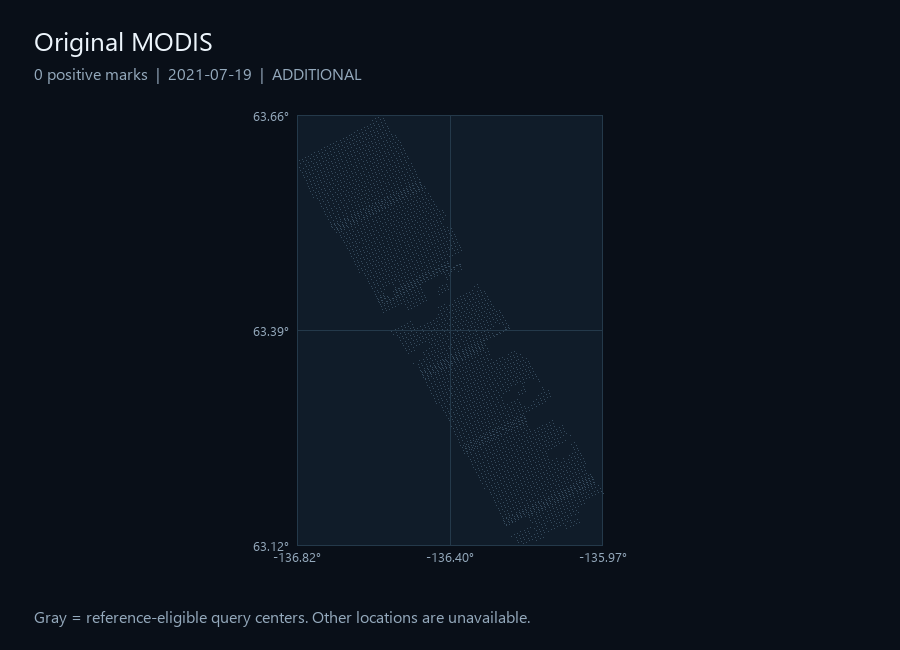 Original MODIS
0 positive marks | 2021-07-19 | ADDITIONAL
63.66°
63.39°
63.12°
-136.82° -136.40° -135.97°
Gray = reference-eligible query centers. Other locations are unavailable.